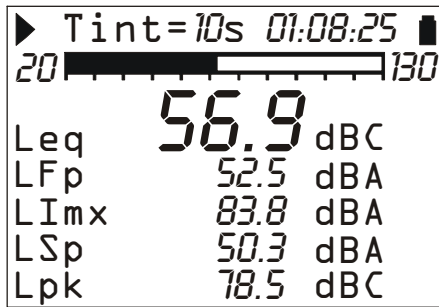 Tint=10s 01:08:25
20 130
Leq 56.9 dBC
LFp 52.5 dBA
LImx 83.8 dBA
LSp 50.3 dBA
Lpk 78.5 dBC